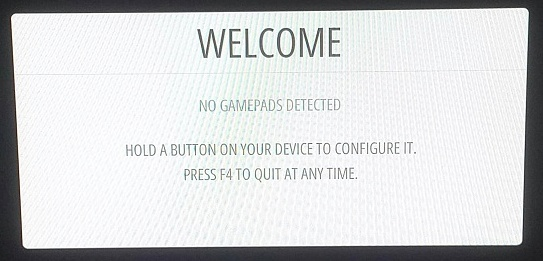 WELCOME
NO GAMEPADS DETECTED
HOLD A BUTTON ON YOUR DEVICE TO CONFIGURE IT.
PRESS F4 TO QUIT AT ANY TIME.